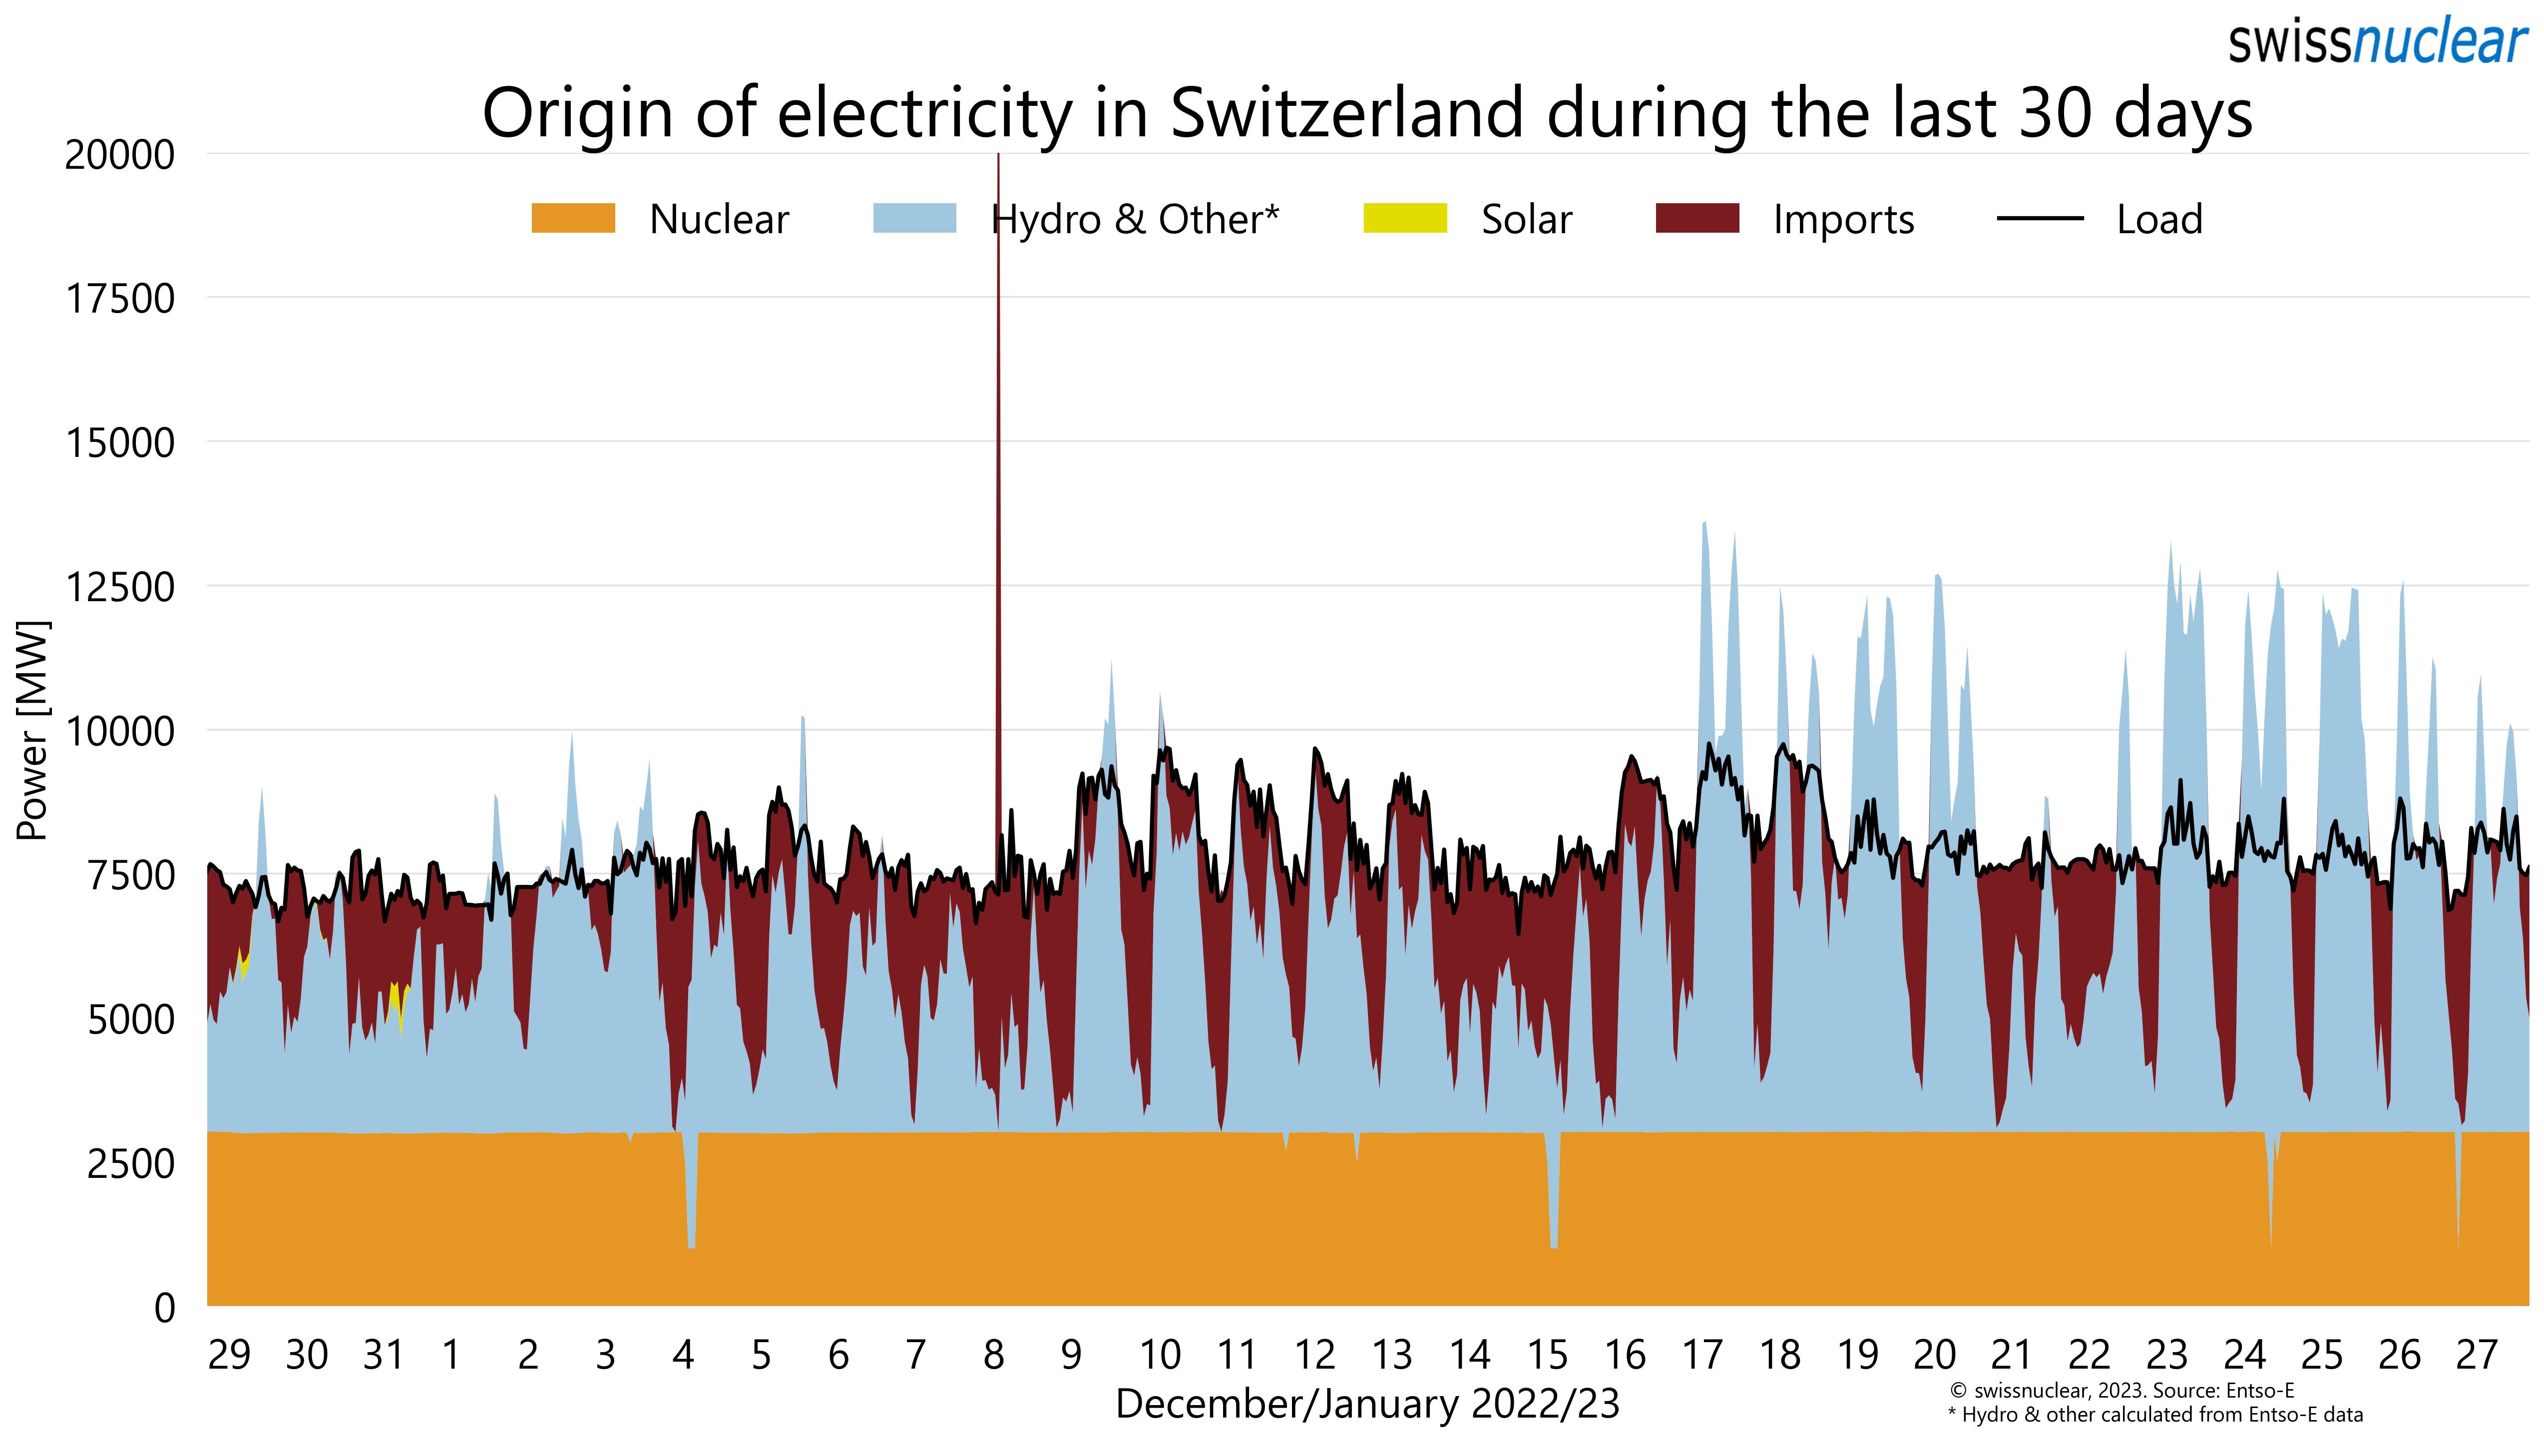 swissnuclear
Origin of electricity in Switzerland during the last 30 days
20000
Nuclear Hydro & Other* Solar Imports Load
17500
15000
12500
10000
7500
5000
2500
0
Power [MW]
29 30 31 1 2 3 4 5 6 7 8 9 10 11 12 13 14 15 16 17 18 19 20 21 22 23 24 25 26 27
December/January 2022/23
© swissnuclear, 2023. Source: Entso-E
* Hydro & other calculated from Entso-E data